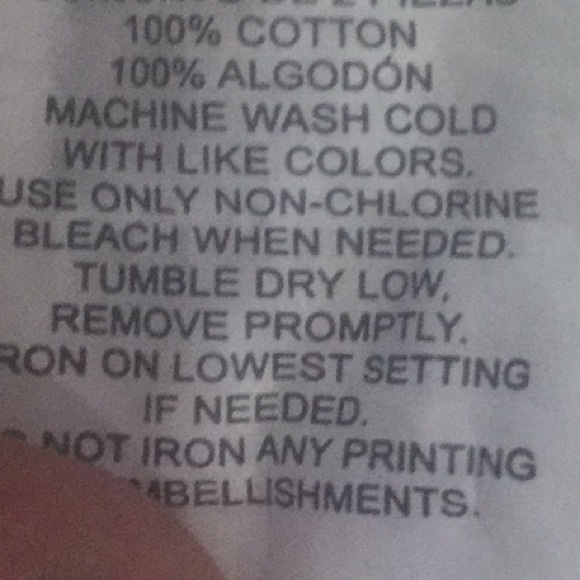 100% COTTON
100% ALGODÓN
MACHINE WASH COLD
WITH LIKE COLORS.
USE ONLY NON-CHLORINE
BLEACH WHEN NEEDED.
TUMBLE DRY LOW,
REMOVE PROMPTLY.
RON ON LOWEST SETTING
IF NEEDED.
NOT IRON ANY PRINTING
MBELLISHMENTS.